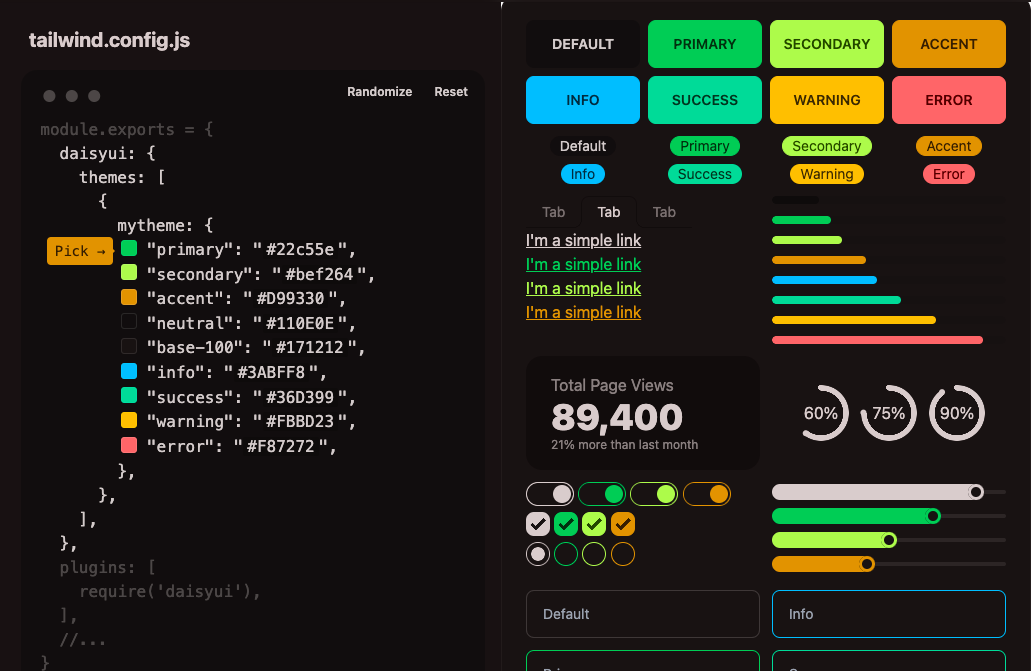 tailwind.config.js
Randomize Reset
module.exports = {
daisyui: {
themes: [
{
mytheme: {
Pick → "primary": "#22c55e",
"secondary": "#bef264",
"accent": "#D99330",
"neutral": "#110E0E",
"base-100": "#171212",
"info": "#3ABFF8",
"success": "#36D399",
"warning": "#FBBD23",
"error": "#F87272",
},
},
],
},
plugins: [
require('daisyui'),
],
//...
}
DEFAULT PRIMARY SECONDARY ACCENT
INFO SUCCESS WARNING ERROR
Default Primary Secondary Accent
Info Success Warning Error
Tab Tab Tab
I'm a simple link
I'm a simple link
I'm a simple link
I'm a simple link
Total Page Views
89,400
21% more than last month
60% 75% 90%
Default Info